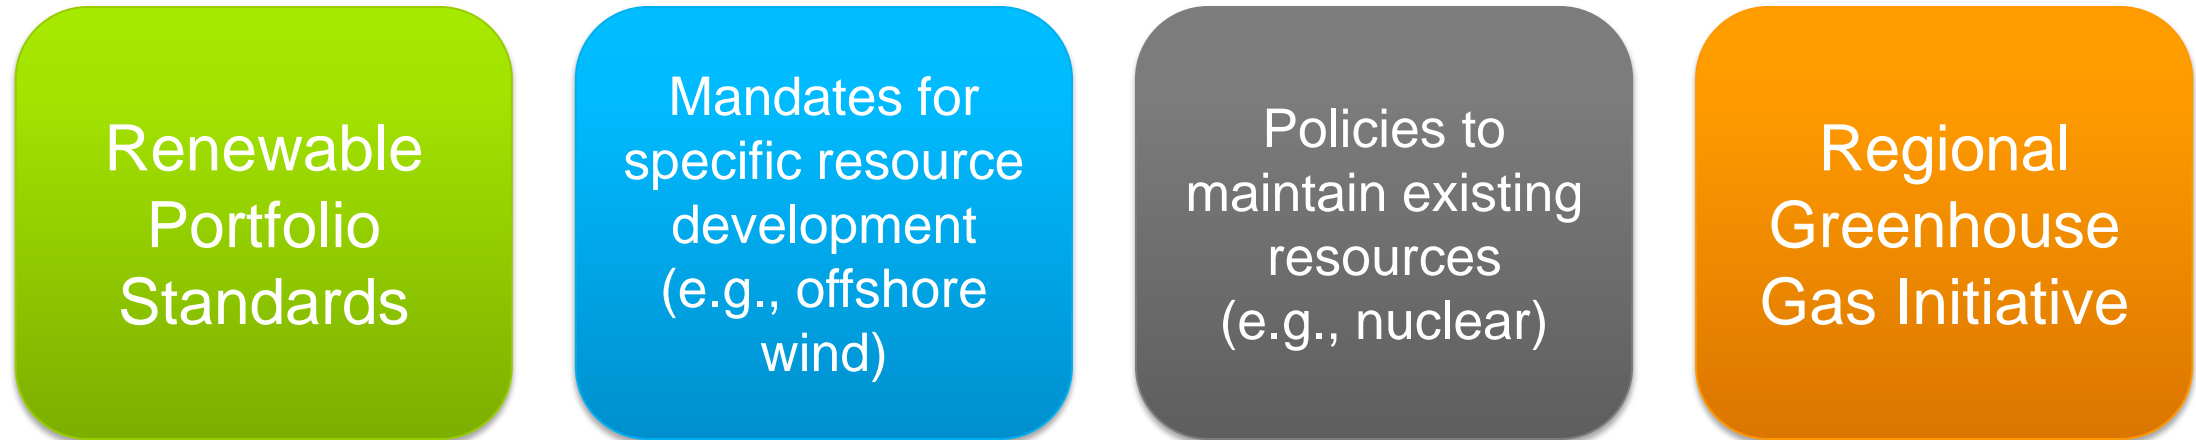 Renewable
Portfolio
Standards
Mandates for
specific resource
development
(e.g., offshore
wind)
Policies to
maintain existing
resources
(e.g., nuclear)
Regional
Greenhouse
Gas Initiative